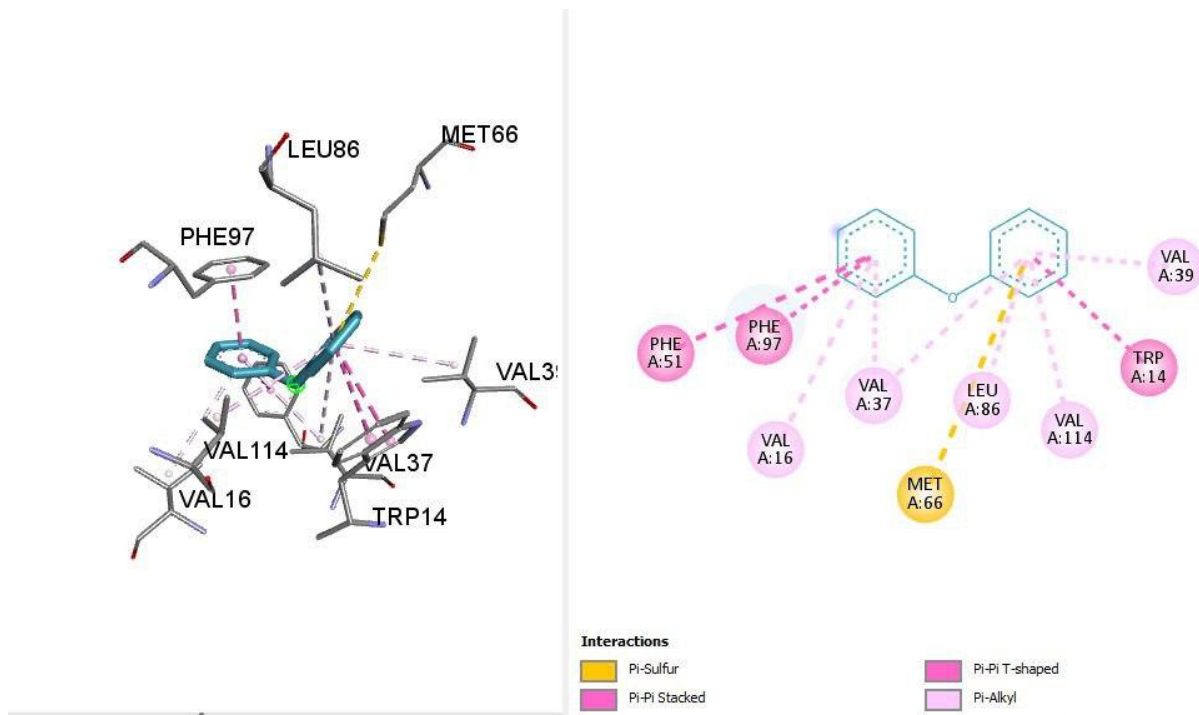 LEU86
MET66
PHE97
VAL39
VAL114
VAL37
VAL16
TRP14
VAL
A:39
PHE
A:51
PHE
A:97
TRP
A:14
VAL
A:37
LEU
A:86
VAL
A:16
VAL
A:114
MET
A:66
O
Interactions
Pi-Sulfur
Pi-Pi Stacked
Pi-Pi T-shaped
Pi-Alkyl